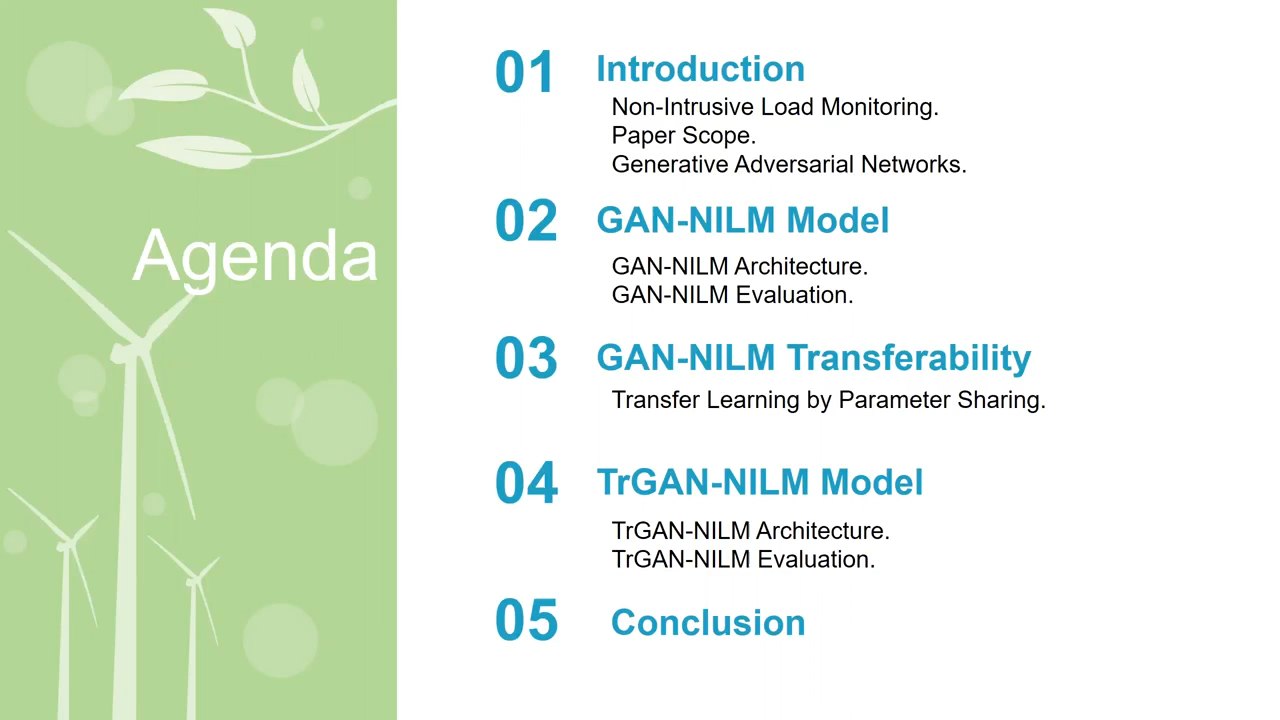 Agenda
01 Introduction
Non-Intrusive Load Monitoring.
Paper Scope.
Generative Adversarial Networks.
02 GAN-NILM Model
GAN-NILM Architecture.
GAN-NILM Evaluation.
03 GAN-NILM Transferability
Transfer Learning by Parameter Sharing.
04 TrGAN-NILM Model
TrGAN-NILM Architecture.
TrGAN-NILM Evaluation.
05 Conclusion